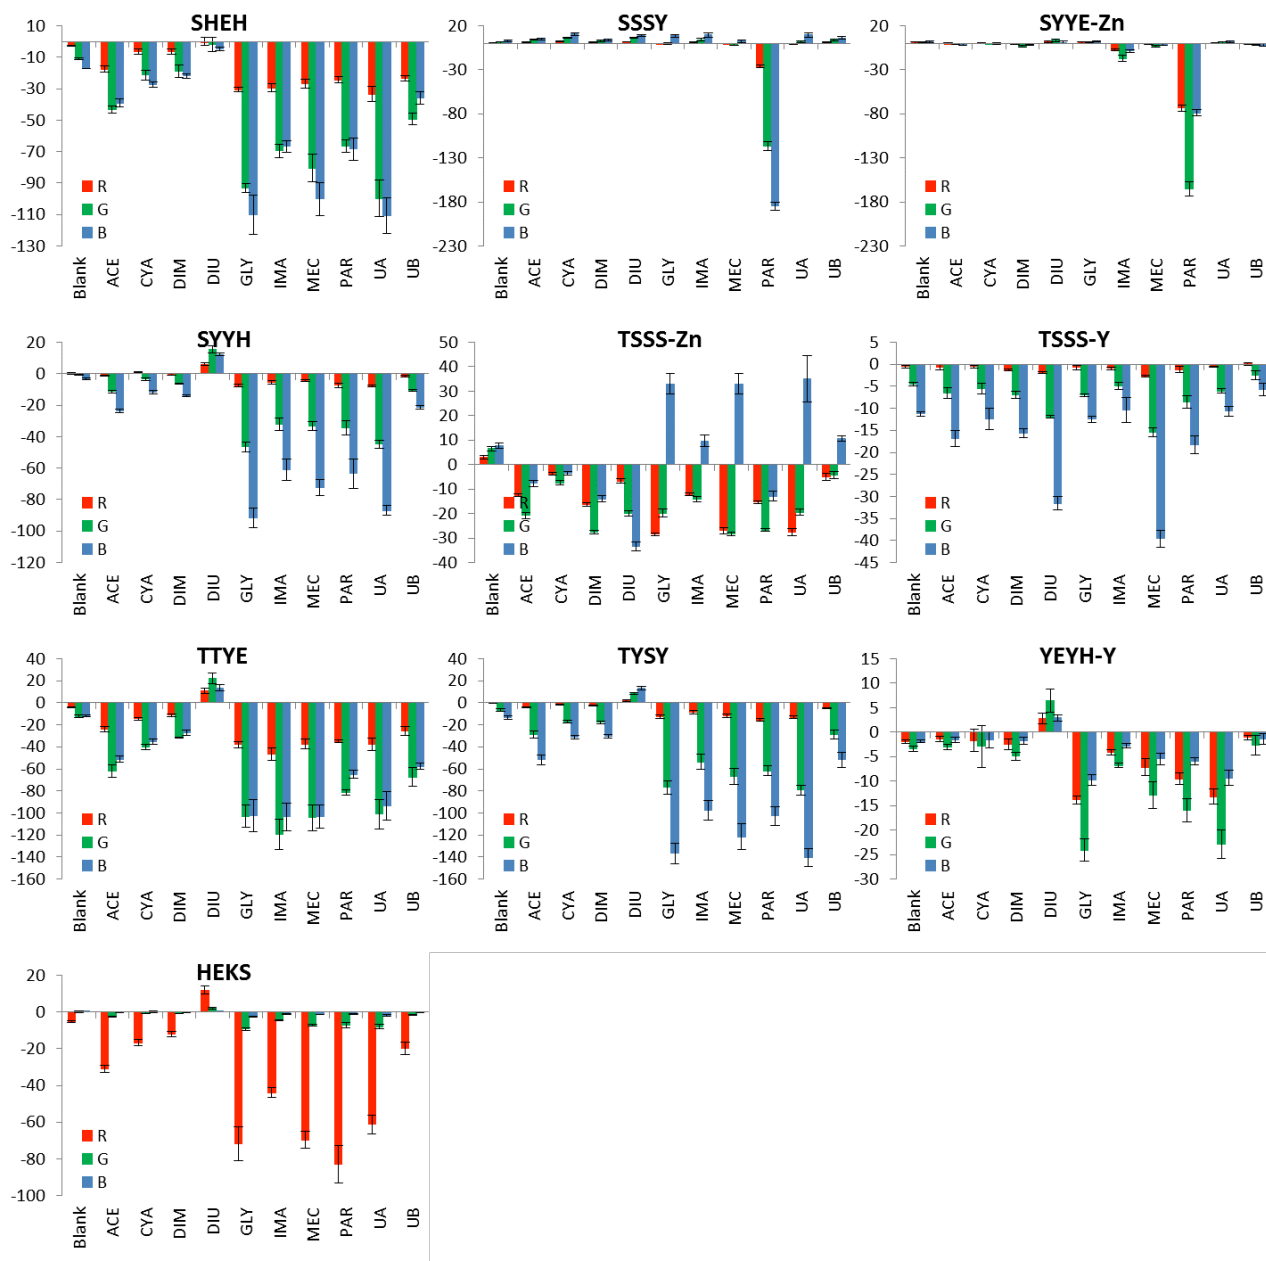 SHEH
10
-10
-30
-50
-70
-90
-110
-130
R
G
B
Blank ACE CYA DIM DIU GLY IMA MEC PAR UA UB
SSSY
20
-30
-80
-130
-180
-230
R
G
B
Blank ACE CYA DIM DIU GLY IMA MEC PAR UA UB
SYYE-Zn
20
-30
-80
-130
-180
-230
R
G
B
Blank ACE CYA DIM DIU GLY IMA MEC PAR UA UB
SYYH
20
0
-20
-40
-60
-80
-100
-120
R
G
B
Blank ACE CYA DIM DIU GLY IMA MEC PAR UA UB
TSSS-Zn
50
40
30
20
10
0
-10
-20
-30
-40
R
G
B
Blank ACE CYA DIM DIU GLY IMA MEC PAR UA UB
TSSS-Y
5
0
-5
-10
-15
-20
-25
-30
-35
-40
-45
R
G
B
Blank ACE CYA DIM DIU GLY IMA MEC PAR UA UB
TTYE
40
20
0
-20
-40
-60
-80
-100
-120
-140
-160
R
G
B
Blank ACE CYA DIM DIU GLY IMA MEC PAR UA UB
TYSY
40
20
0
-20
-40
-60
-80
-100
-120
-140
-160
R
G
B
Blank ACE CYA DIM DIU GLY IMA MEC PAR UA UB
YEYH-Y
15
10
5
0
-5
-10
-15
-20
-25
-30
R
G
B
Blank ACE CYA DIM DIU GLY IMA MEC PAR UA UB
HEKS
20
0
-20
-40
-60
-80
-100
R
G
B
Blank ACE CYA DIM DIU GLY IMA MEC PAR UA UB